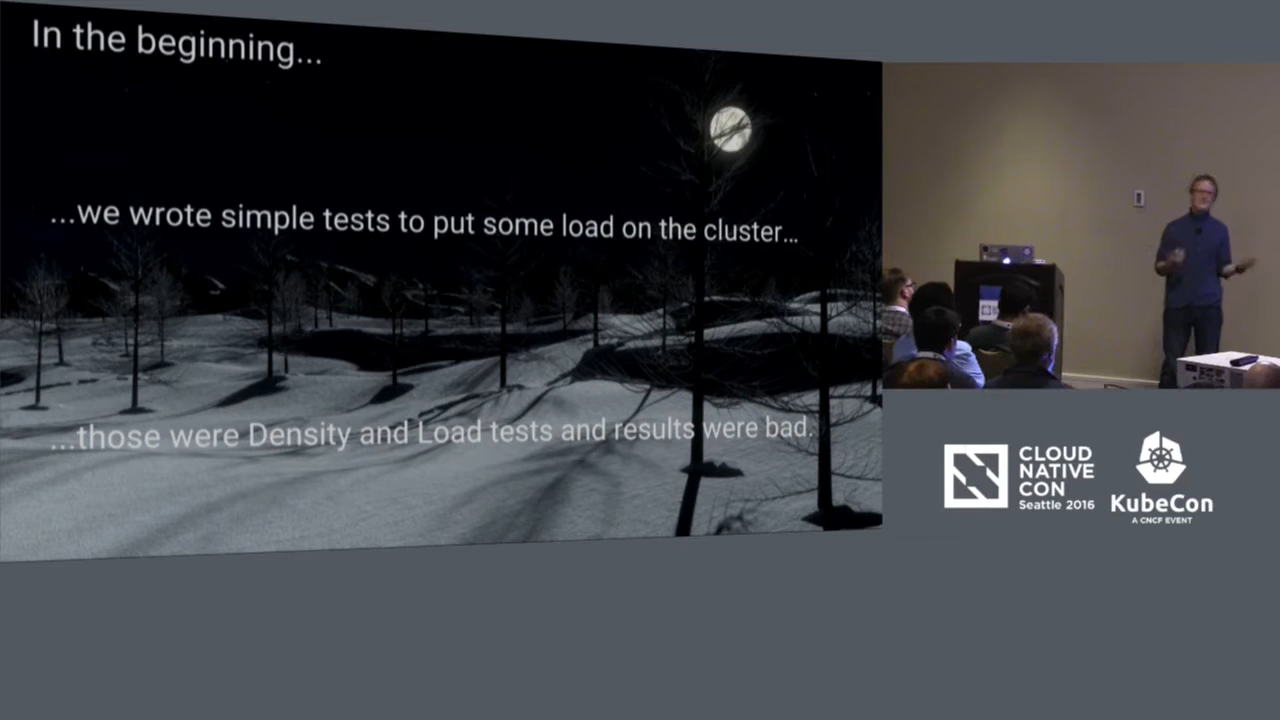 In the beginning...
...we wrote simple tests to put some load on the cluster...
...those were Density and Load tests and results were bad.
CLOUD
NATIVE
CON
Seattle 2016
KubeCon
A CNCF EVENT